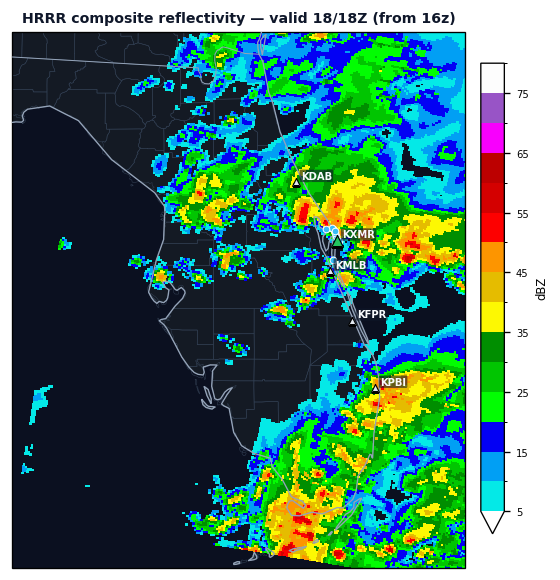 HRRR composite reflectivity — valid 18/18Z (from 16z)
KDAB
KXMR
KMLB
KFPR
KPBI
75
65
55
45
35
25
15
5
dBZ